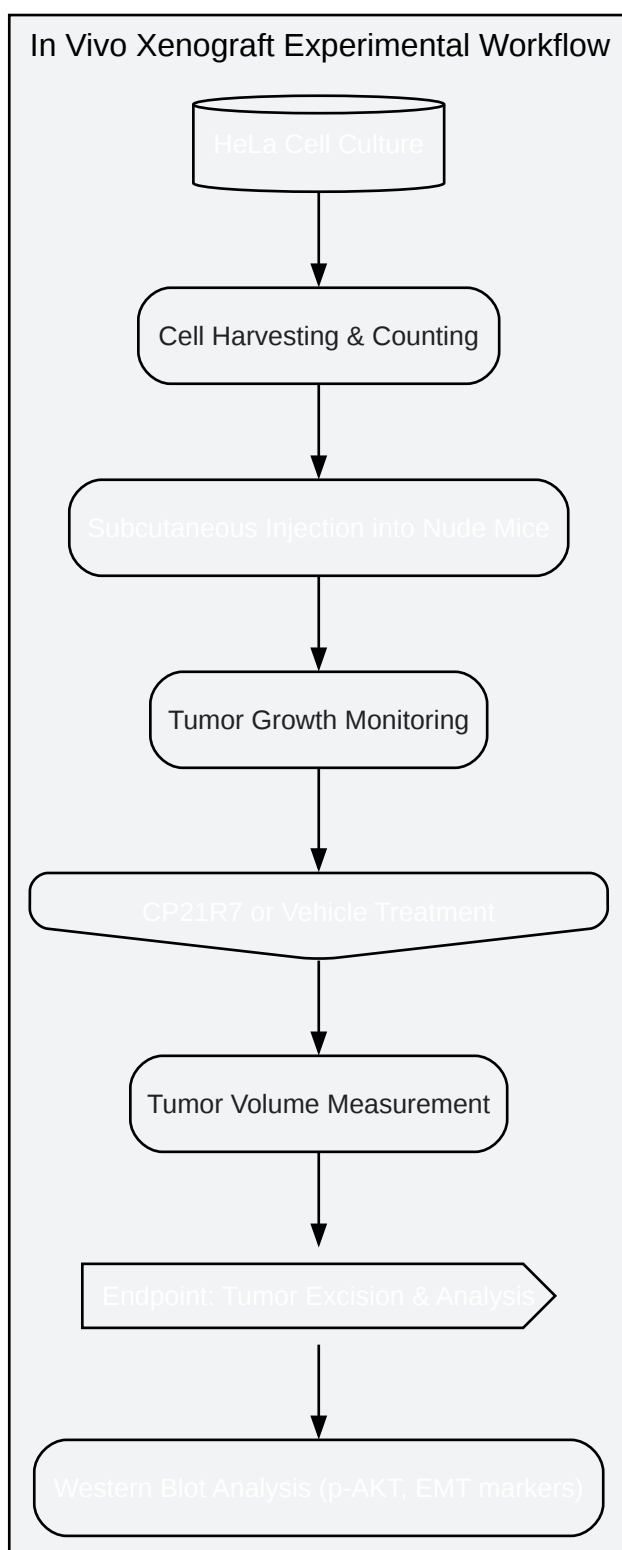 In Vivo Xenograft Experimental Workflow
HeLa Cell Culture
Cell Harvesting & Counting
Subcutaneous Injection into Nude Mice
Tumor Growth Monitoring
CP21R7 or Vehicle Treatment
Tumor Volume Measurement
Endpoint: Tumor Excision & Analysis
Western Blot Analysis (p-AKT, EMT markers)